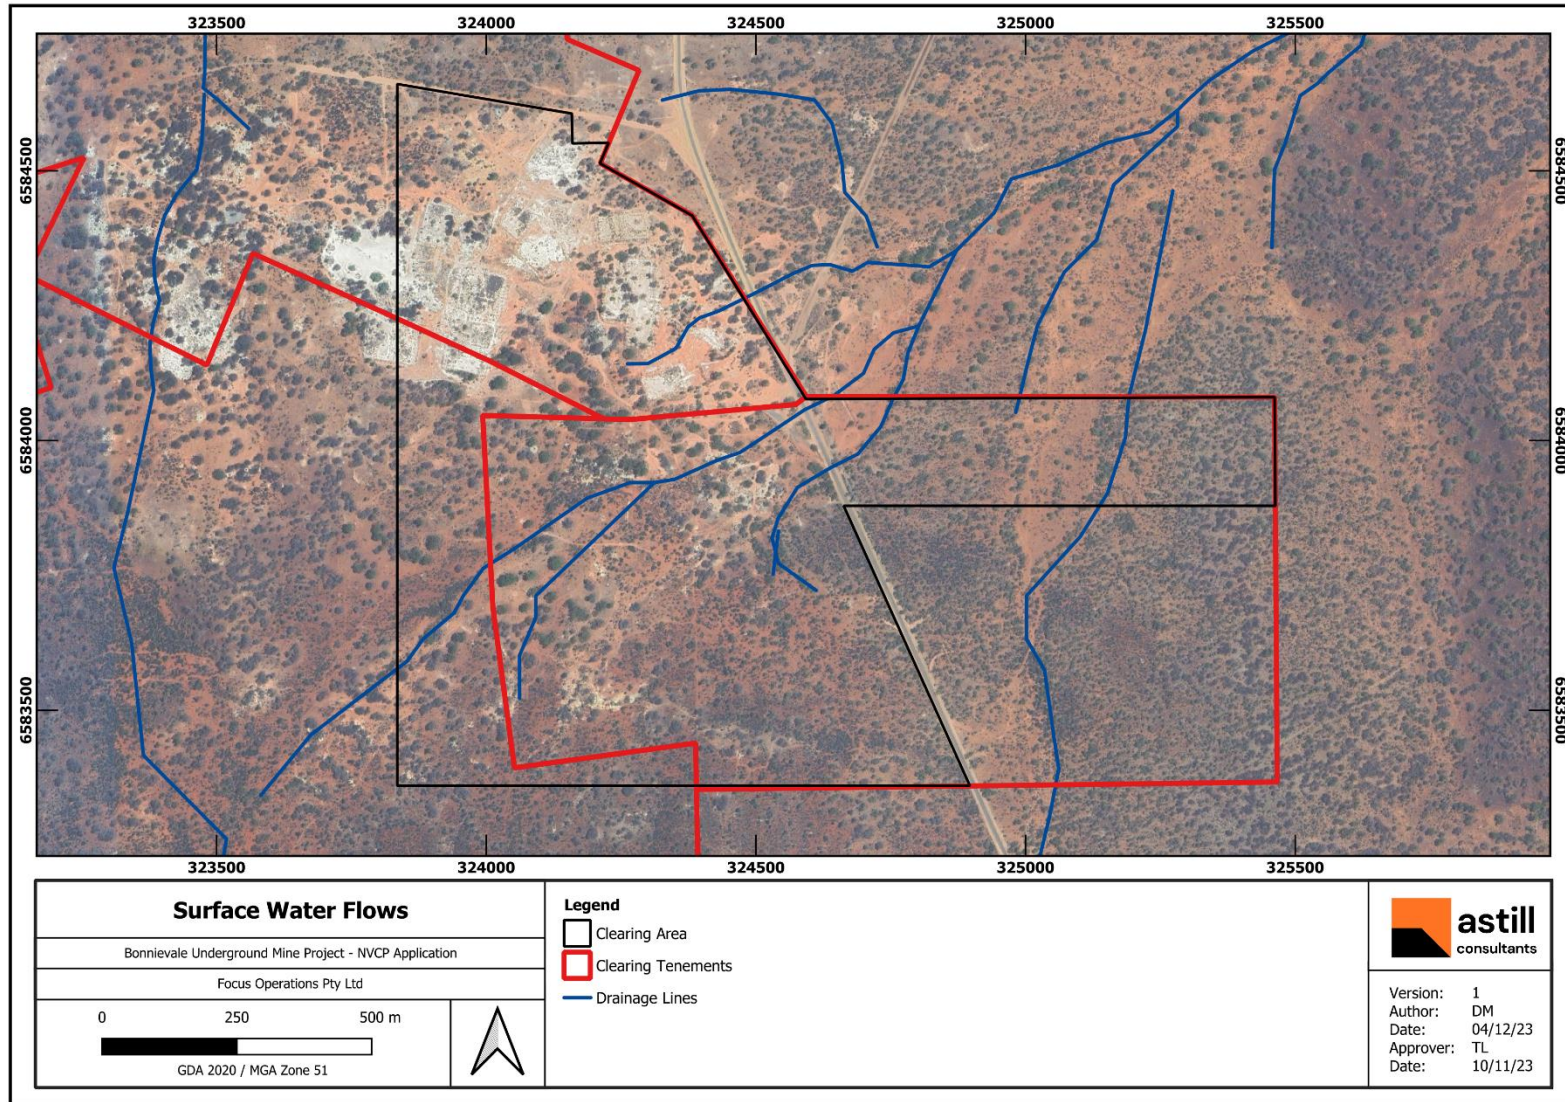 323500 324000 324500 325000 325500
6584500 6584500
6584000 6584000
6583500 6583500
323500 324000 324500 325000 325500
Surface Water Flows
Bonnievale Underground Mine Project - NVCP Application
Focus Operations Pty Ltd
0 250 500 m
GDA 2020 / MGA Zone 51
Legend
Clearing Area
Clearing Tenements
Drainage Lines
astill
consultants
Version: 1
Author: DM
Date: 04/12/23
Approver: TL
Date: 10/11/23